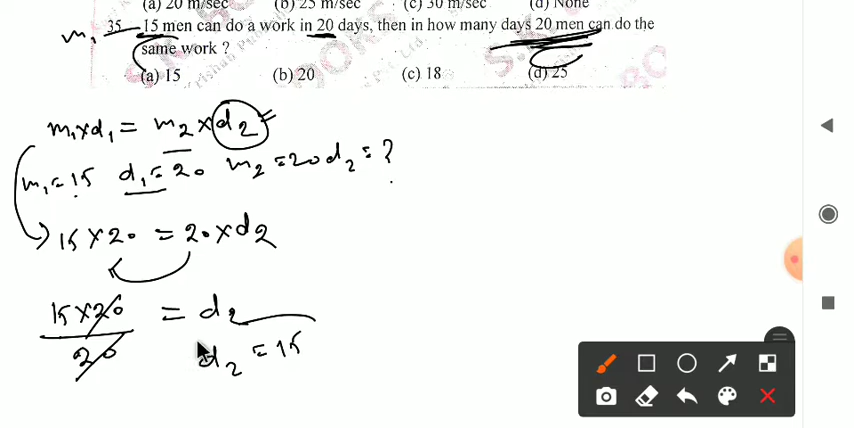 (a) 20 m/sec (b) 25 m/sec (c) 30 m/sec (d) None
m₁ 35 15 men can do a work in 20 days, then in how many days 20 men can do the
same work ?
(a) 15 (b) 20 (c) 18 (d) 25
m₁xd₁ = m₂ x d₂
m₁ = 15 d₁ = 20 m₂ = 20 d₂ = ?
15 x 20 = 20 x d₂
15 x 20 = d₂
20
d₂ = 15